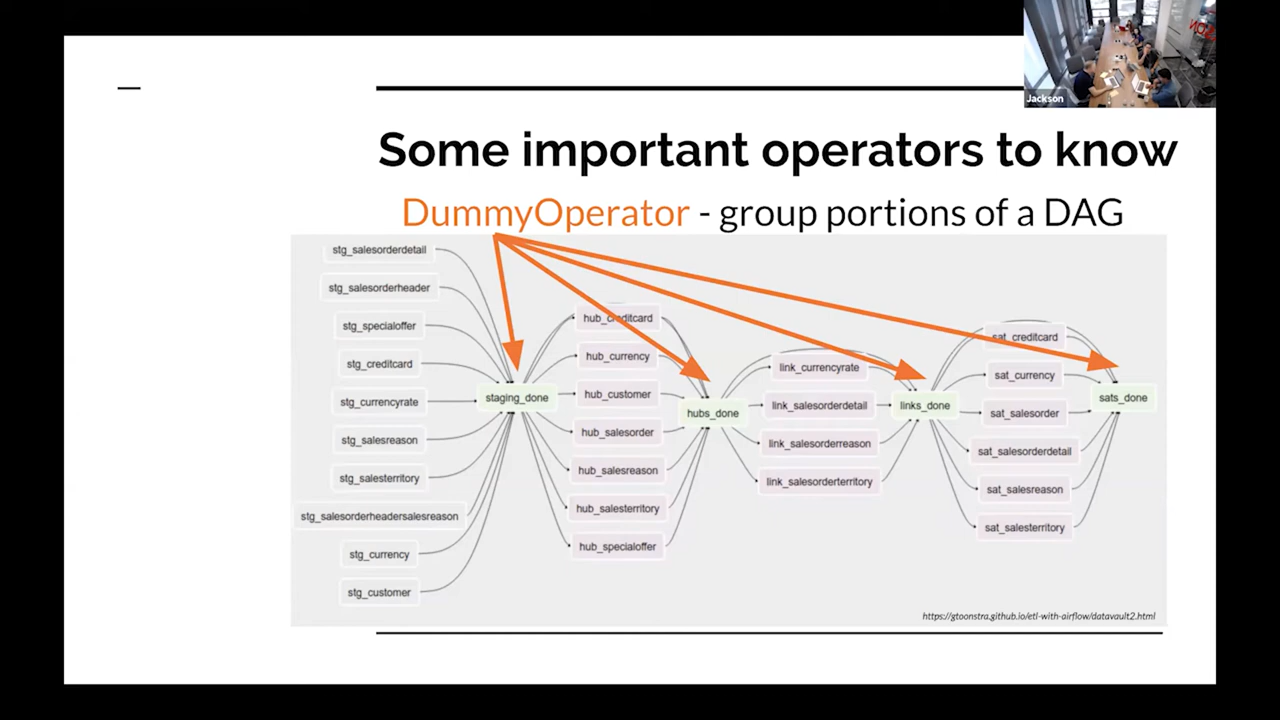 Jackson
Some important operators to know
DummyOperator - group portions of a DAG
stg_salesorderdetail
stg_salesorderheader
stg_specialoffer
stg_creditcard
stg_currencyrate
stg_salesreason
stg_salesterritory
stg_salesorderheadersalesreason
stg_currency
stg_customer
staging_done
hub_creditcard
hub_currency
hub_customer
hub_salesorder
hub_salesreason
hub_salesterritory
hub_specialoffer
hubs_done
link_currencyrate
link_salesorderdetail
link_salesorderreason
link_salesorderterritory
links_done
sat_creditcard
sat_currency
sat_salesorder
sat_salesorderdetail
sat_salesreason
sat_salesterritory
sats_done
https://gtoonstra.github.io/etl-with-airflow/datavault2.html